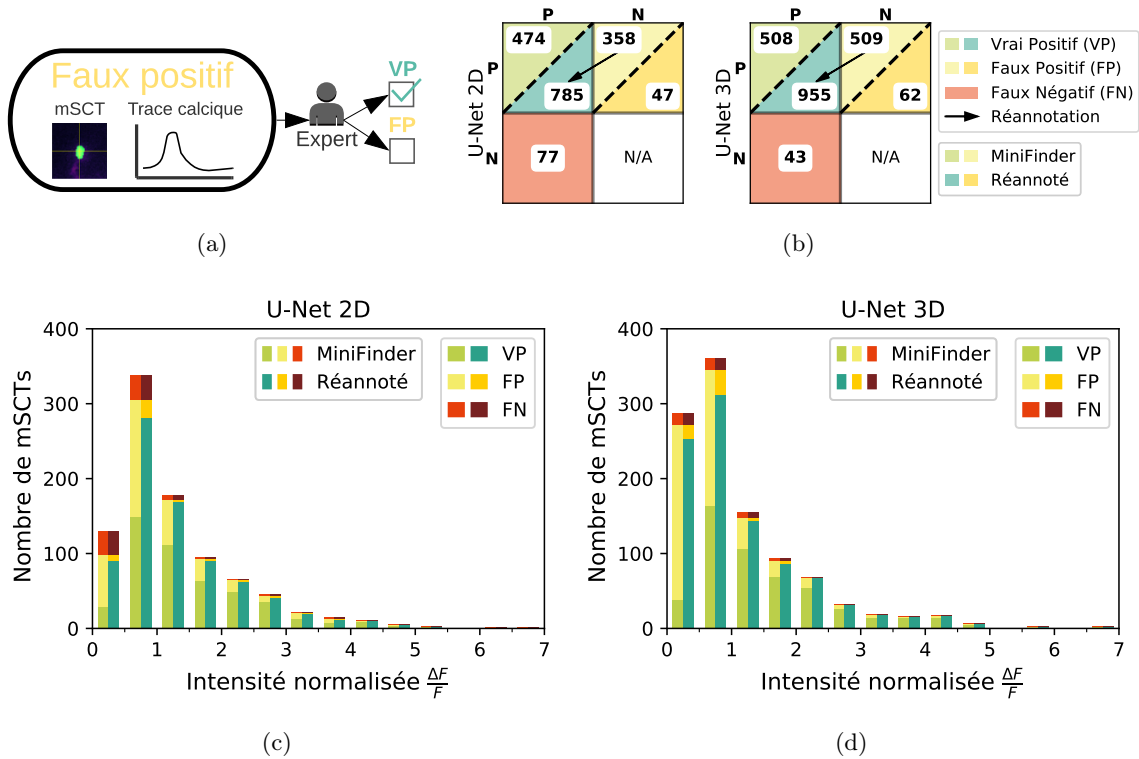 Faux positif
mSCT
Trace calcique
Expert
VP
FP
(a)
P
N
U-Net 2D
P
N
474
358
785
47
77
N/A
P
N
U-Net 3D
P
N
508
509
955
62
43
N/A
Vrai Positif (VP)
Faux Positif (FP)
Faux Négatif (FN)
Réannotation
MiniFinder
Réannoté
(b)
U-Net 2D
Nombre de mSCTs
400
300
200
100
0
MiniFinder
Réannoté
VP
FP
FN
0 1 2 3 4 5 6 7
Intensité normalisée ΔF/F
(c)
U-Net 3D
Nombre de mSCTs
400
300
200
100
0
MiniFinder
Réannoté
VP
FP
FN
0 1 2 3 4 5 6 7
Intensité normalisée ΔF/F
(d)